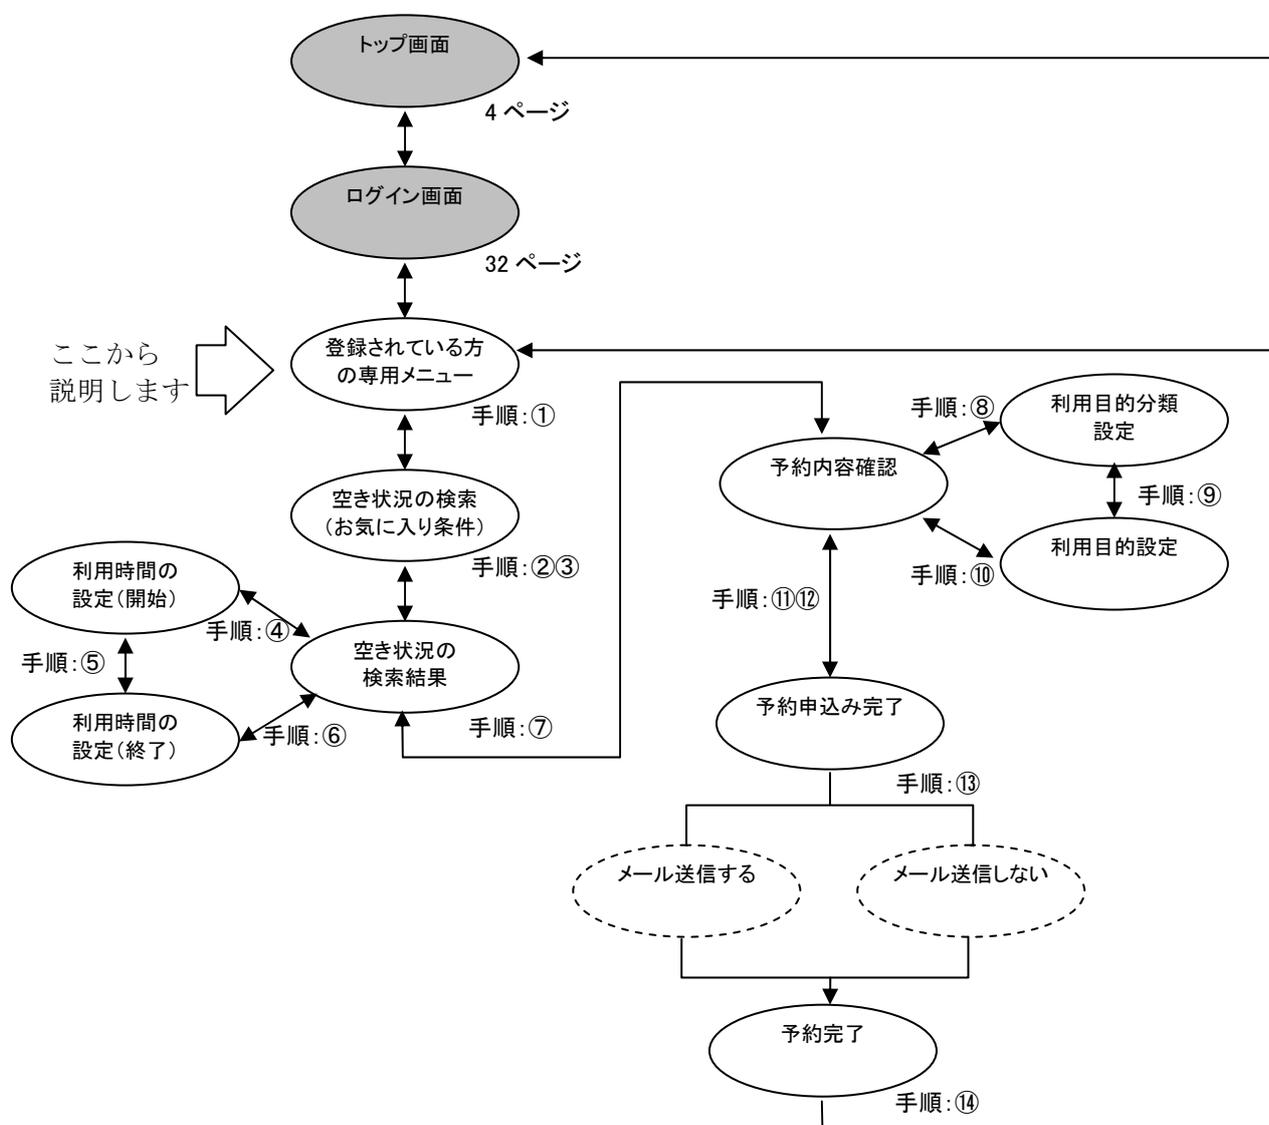 トップ画面
4 ページ
ログイン画面
32 ページ
ここから
説明します
登録されている方
の専用メニュー
手順:①
空き状況の検索
(お気に入り条件)
手順:②③
利用時間の
設定(開始)
手順:④
手順:⑤
空き状況の
検索結果
利用時間の
設定(終了)
手順:⑥
手順:⑦
予約内容確認
手順:⑧
利用目的分類
設定
手順:⑨
利用目的設定
手順:⑩
手順:⑪⑫
予約申込み完了
手順:⑬
メール送信する
メール送信しない
予約完了
手順:⑭